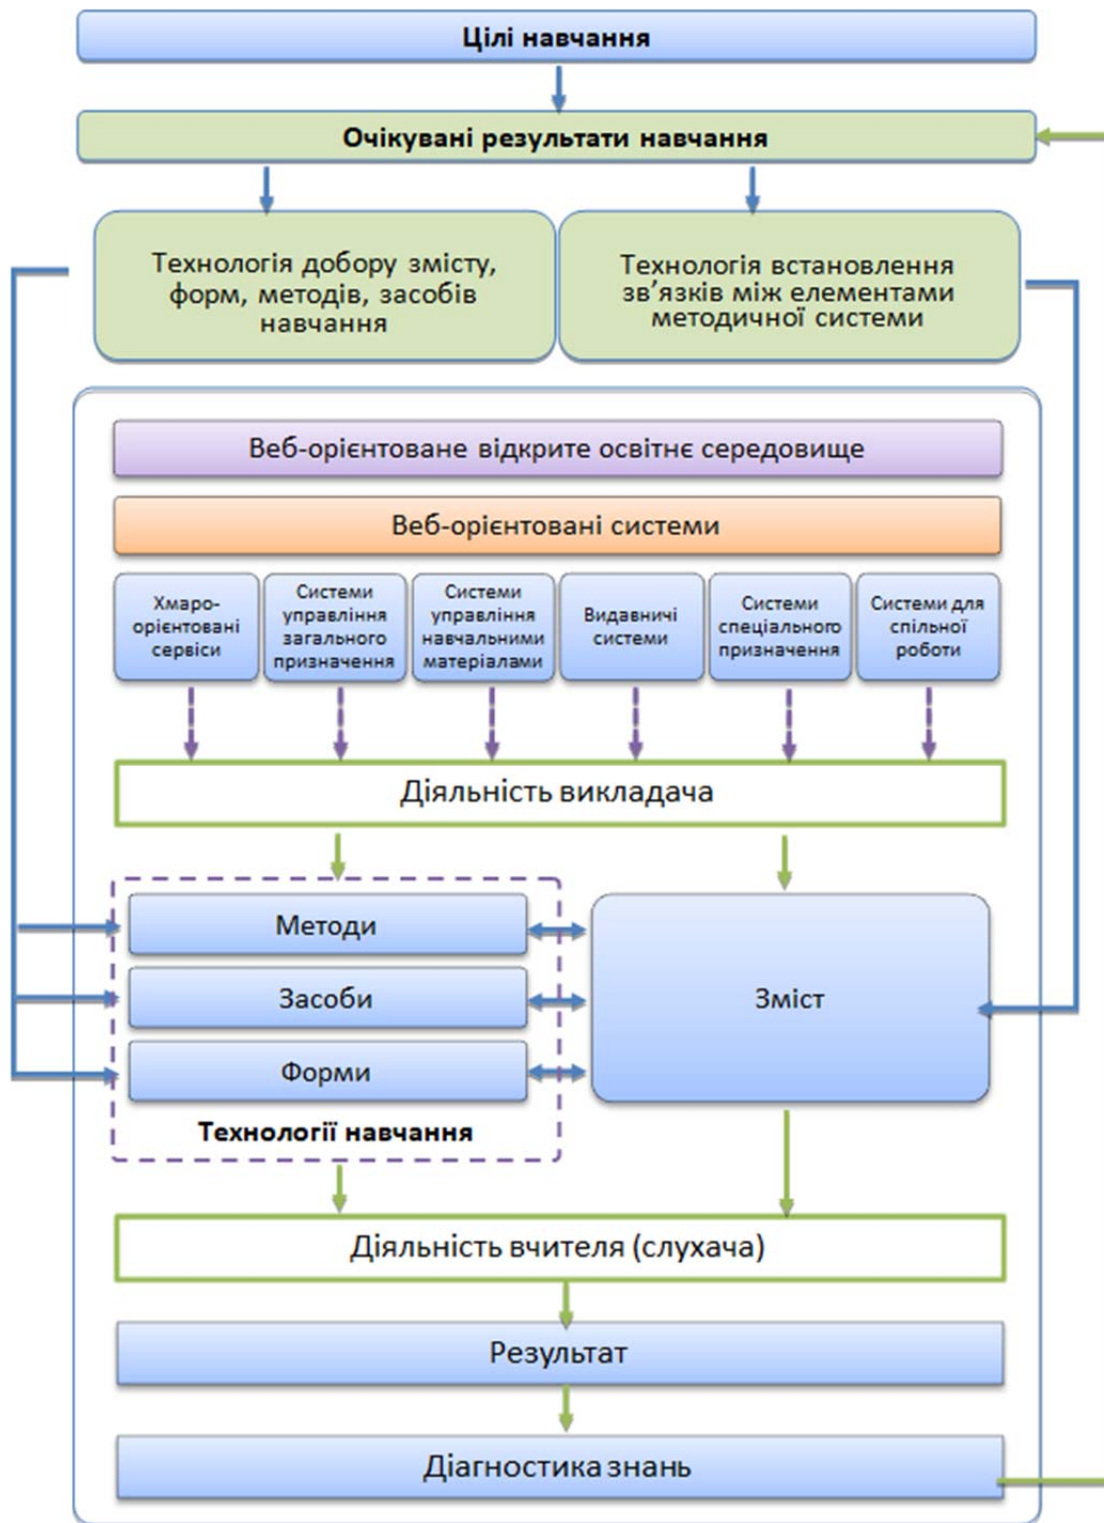 Цілі навчання
Очікувані результати навчання
Технологія добору змісту,
форм, методів, засобів
навчання
Технологія встановлення
зв’язків між елементами
методичної системи
Веб-орієнтоване відкрите освітнє середовище
Веб-орієнтовані системи
Хмаро-
орієнтовані
сервіси
Системи
управління
загального
призначення
Системи
управління
навчальними
матеріалами
Видавничі
системи
Системи
спеціального
призначення
Системи для
спільної
роботи
Діяльність викладача
Методи
Засоби
Форми
Технології навчання
Зміст
Діяльність вчителя (слухача)
Результат
Діагностика знань